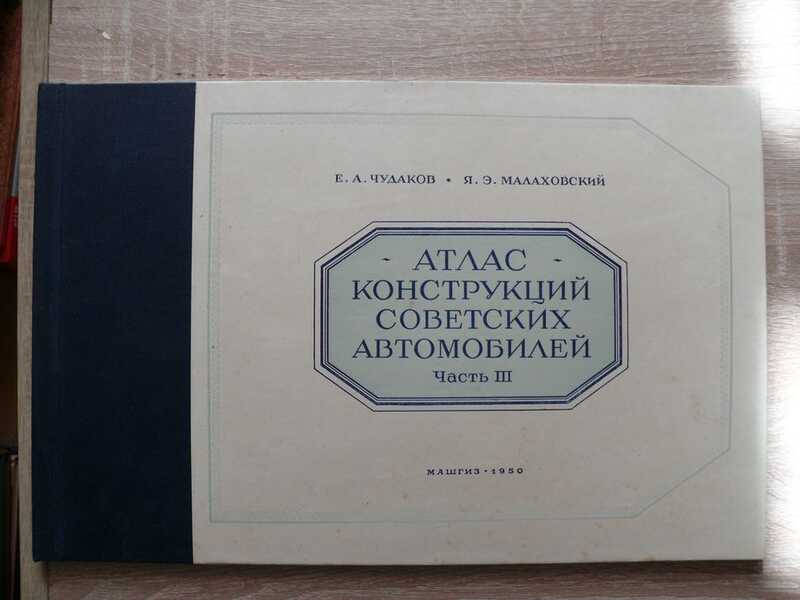 Е. А. ЧУДАКОВ • Я. Э. МАЛАХОВСКИЙ
АТЛАС
КОНСТРУКЦИЙ
СОВЕТСКИХ
АВТОМОБИЛЕЙ
Часть III
МАШГИЗ • 1950